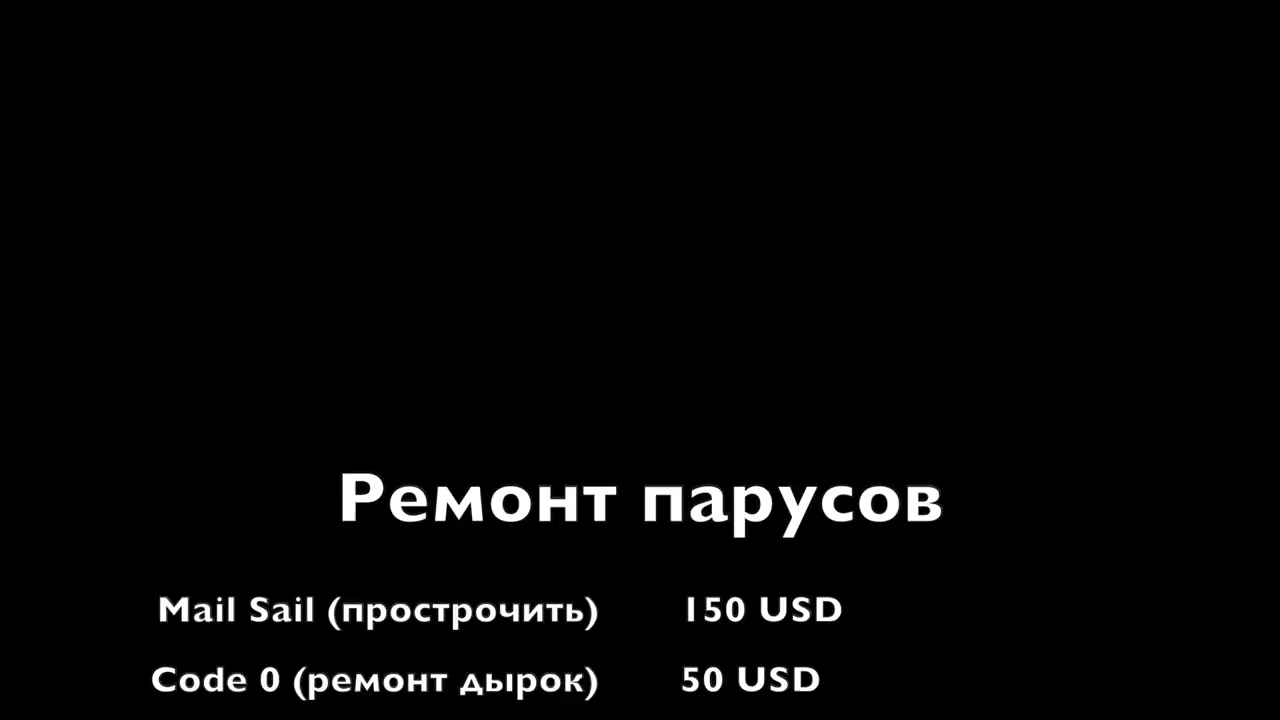 Ремонт парусов
Mail Sail (прострочить) 150 USD
Code 0 (ремонт дырок) 50 USD